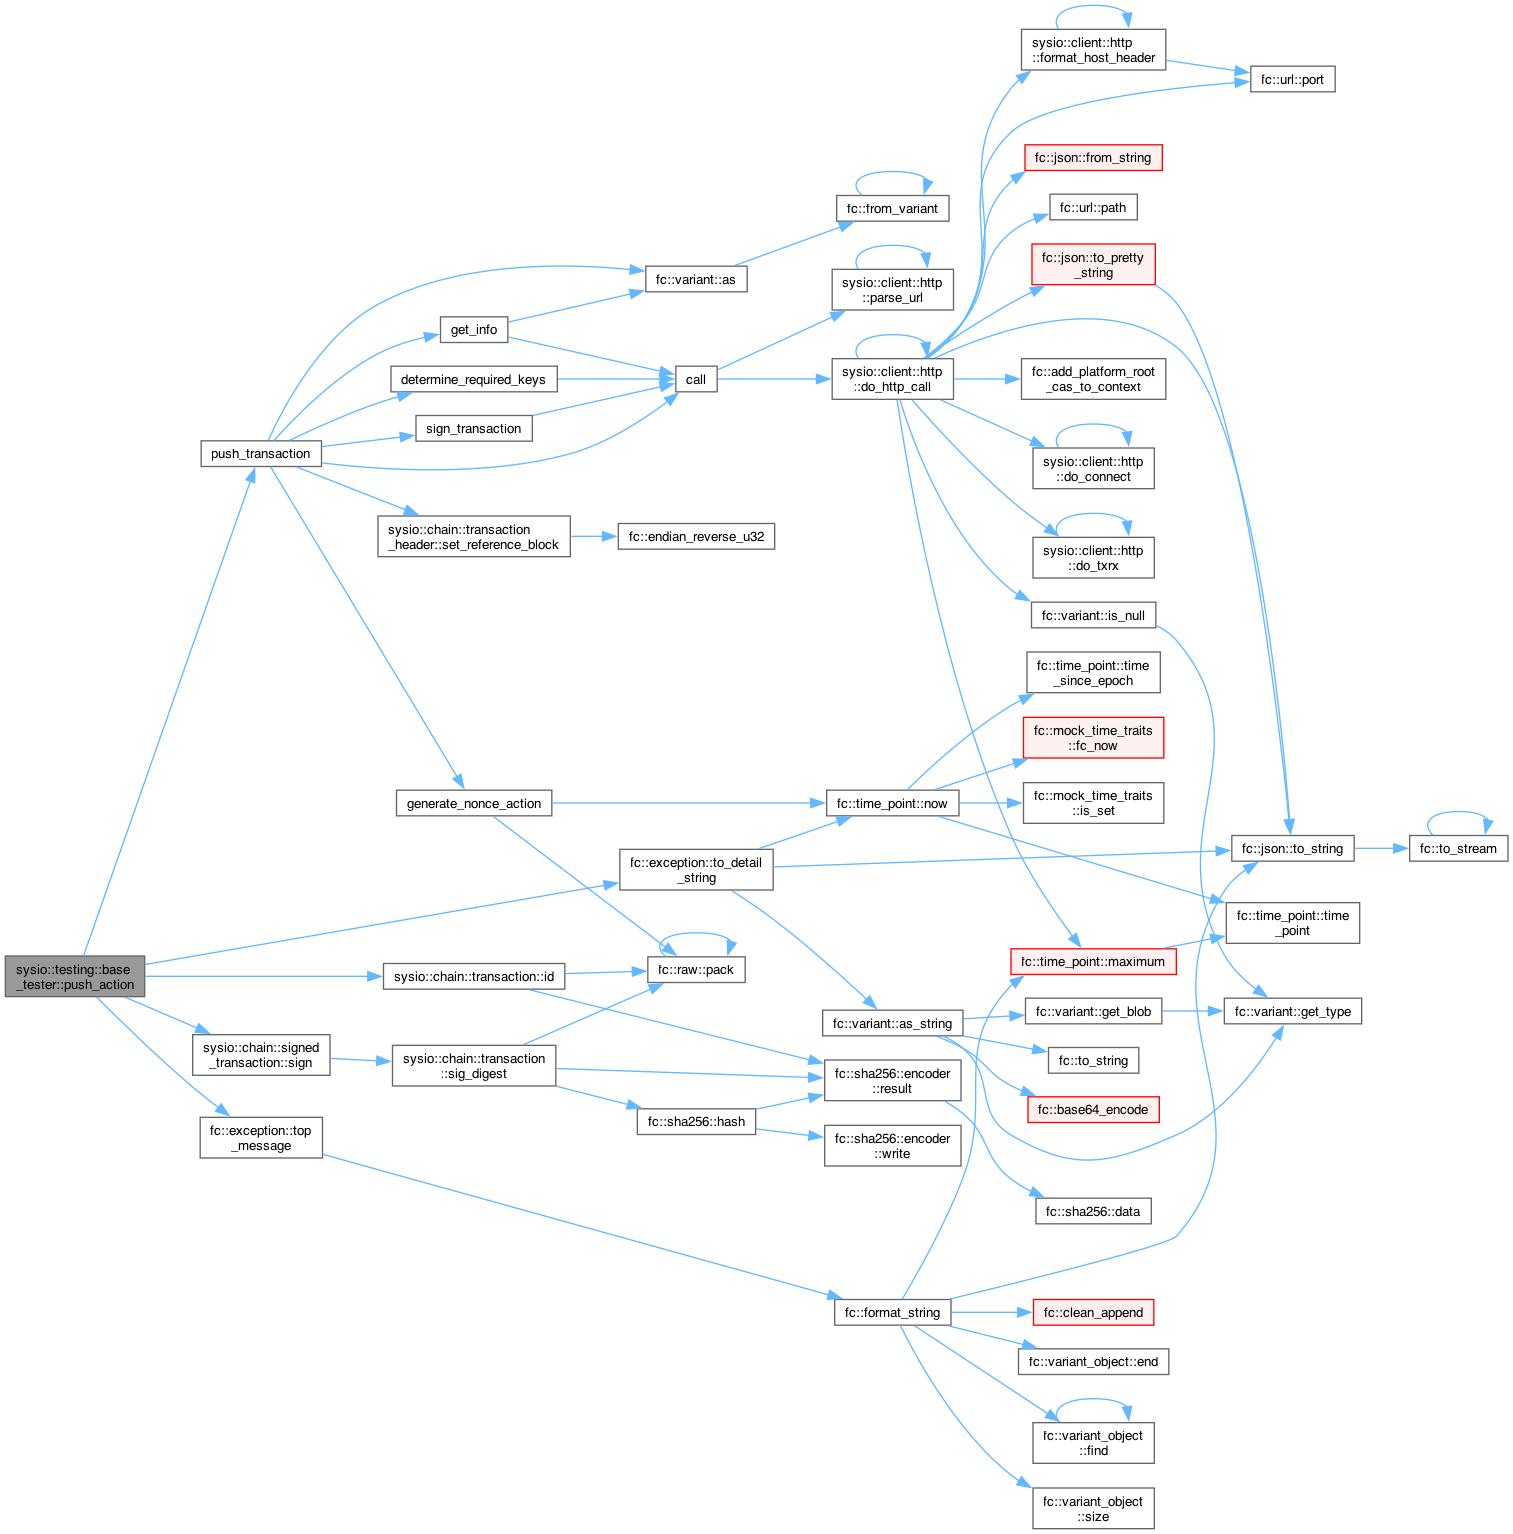 sysio::client::http
::format_host_header
fc::url::port
fc::json::from_string
fc::url::path
fc::from_variant
fc::json::to_pretty
_string
fc::variant::as
sysio::client::http
::parse_url
get_info
determine_required_keys
call
sysio::client::http
::do_http_call
fc::add_platform_root
_cas_to_context
sign_transaction
push_transaction
sysio::client::http
::do_connect
sysio::chain::transaction
_header::set_reference_block
fc::endian_reverse_u32
sysio::client::http
::do_txrx
fc::variant::is_null
fc::time_point::time
_since_epoch
fc::mock_time_traits
::fc_now
generate_nonce_action
fc::time_point::now
fc::mock_time_traits
::is_set
fc::exception::to_detail
_string
fc::json::to_string
fc::to_stream
fc::time_point::time
_point
sysio::testing::base
_tester::push_action
sysio::chain::transaction::id
fc::raw::pack
fc::time_point::maximum
fc::variant::as_string
fc::variant::get_blob
fc::variant::get_type
sysio::chain::signed
_transaction::sign
sysio::chain::transaction
::sig_digest
fc::to_string
fc::sha256::encoder
::result
fc::base64_encode
fc::exception::top
_message
fc::sha256::hash
fc::sha256::encoder
::write
fc::sha256::data
fc::format_string
fc::clean_append
fc::variant_object::end
fc::variant_object
::find
fc::variant_object
::size